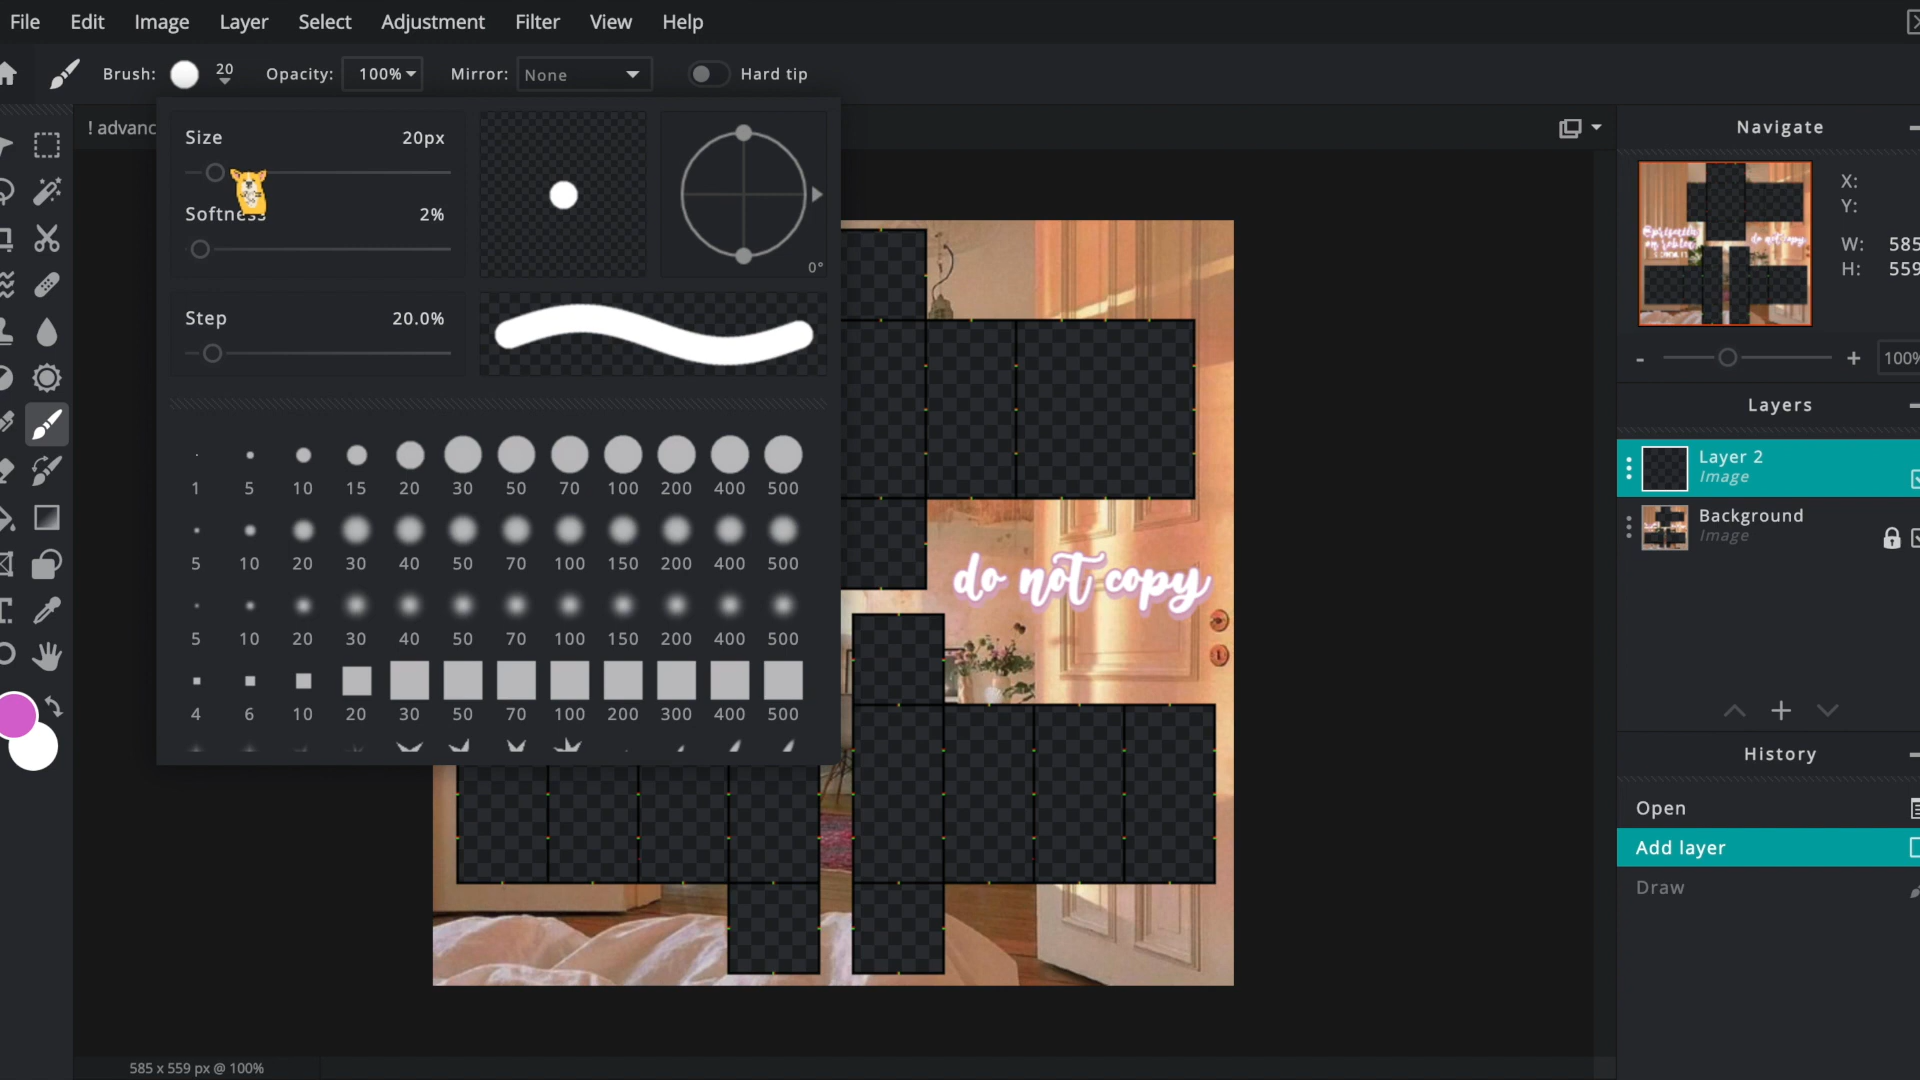 File Edit Image Layer Select Adjustment Filter View Help
Brush: 20 Opacity: 100% Mirror: None Hard tip
! advanc
Size 20px
Softness 2%
0°
Step 20.0%
1 5 10 15 20 30 50 70 100 200 400 500
5 10 20 30 40 50 70 100 150 200 400 500
5 10 20 30 40 50 70 100 150 200 400 500
4 6 10 20 30 50 70 100 200 300 400 500
do not copy
585 x 559 px @ 100%
Navigate
X:
Y:
W: 585
H: 559
do not copy
- + 100%
Layers
Layer 2
Image
Background
Image
History
Open
Add layer
Draw